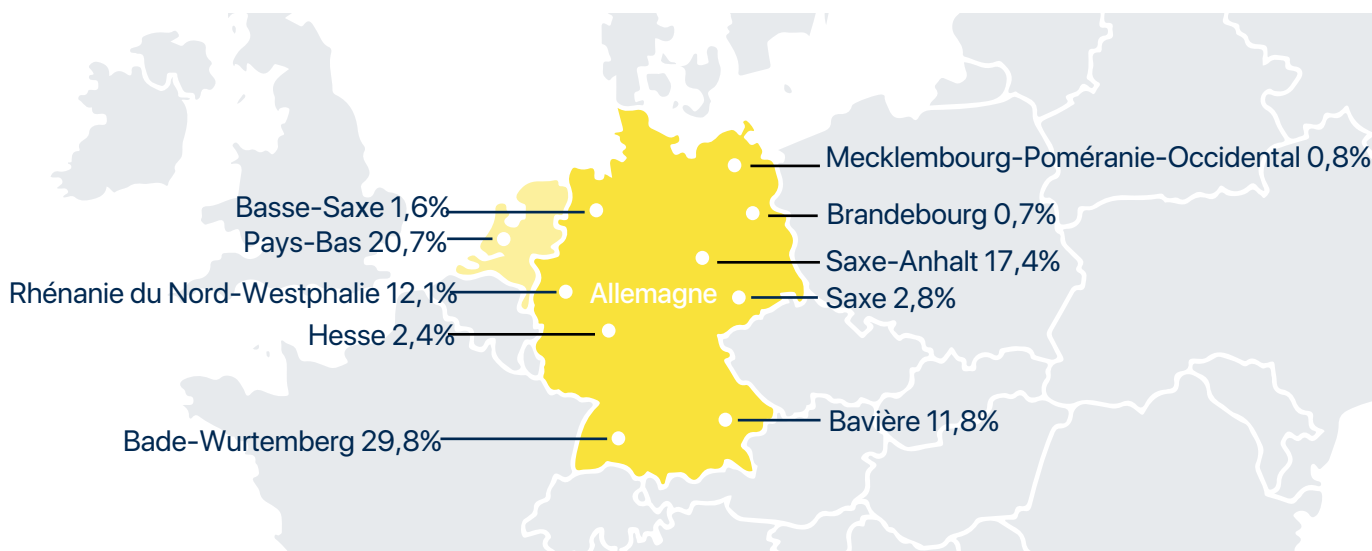 Mecklembourg-Poméranie-Occidental 0,8%
Basse-Saxe 1,6%
Brandebourg 0,7%
Pays-Bas 20,7%
Saxe-Anhalt 17,4%
Rhénanie du Nord-Westphalie 12,1%
Allemagne
Saxe 2,8%
Hesse 2,4%
Bavière 11,8%
Bade-Wurtemberg 29,8%